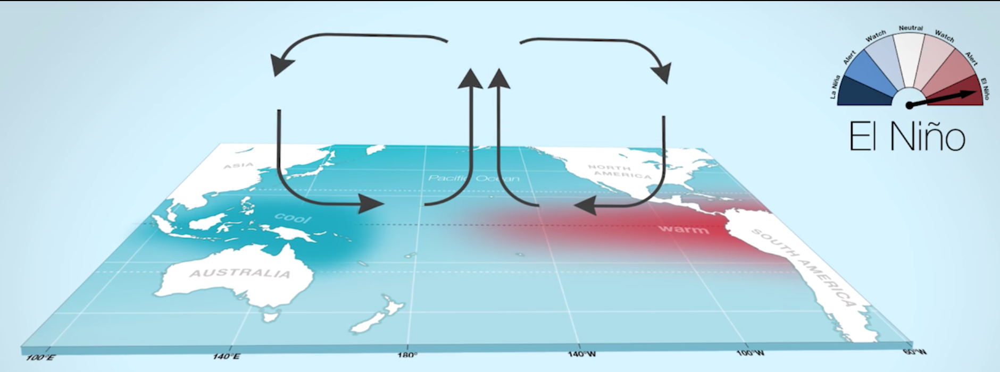 Neutral
Watch
Watch
Alert
Alert
La Niña
El Niño
El Niño
ASIA
NORTH
AMERICA
Pacific Ocean
cool
warm
SOUTH AMERICA
AUSTRALIA
100°E
140°E
180°
140°W
100°W
60°W